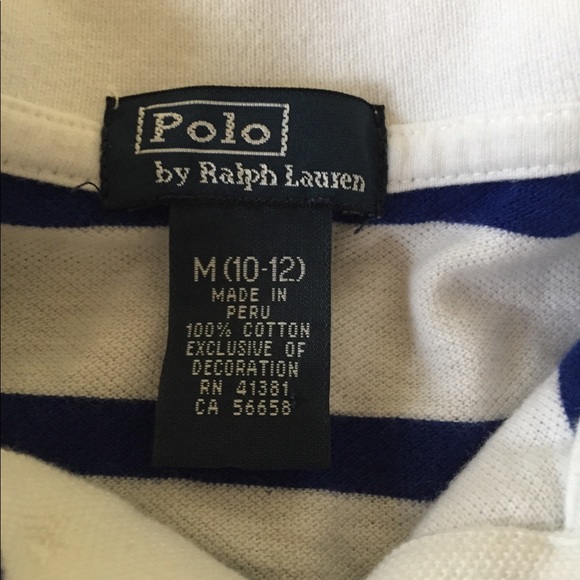 Polo
by Ralph Lauren
M (10-12)
MADE IN
PERU
100% COTTON
EXCLUSIVE OF
DECORATION
RN 41381
CA 56658